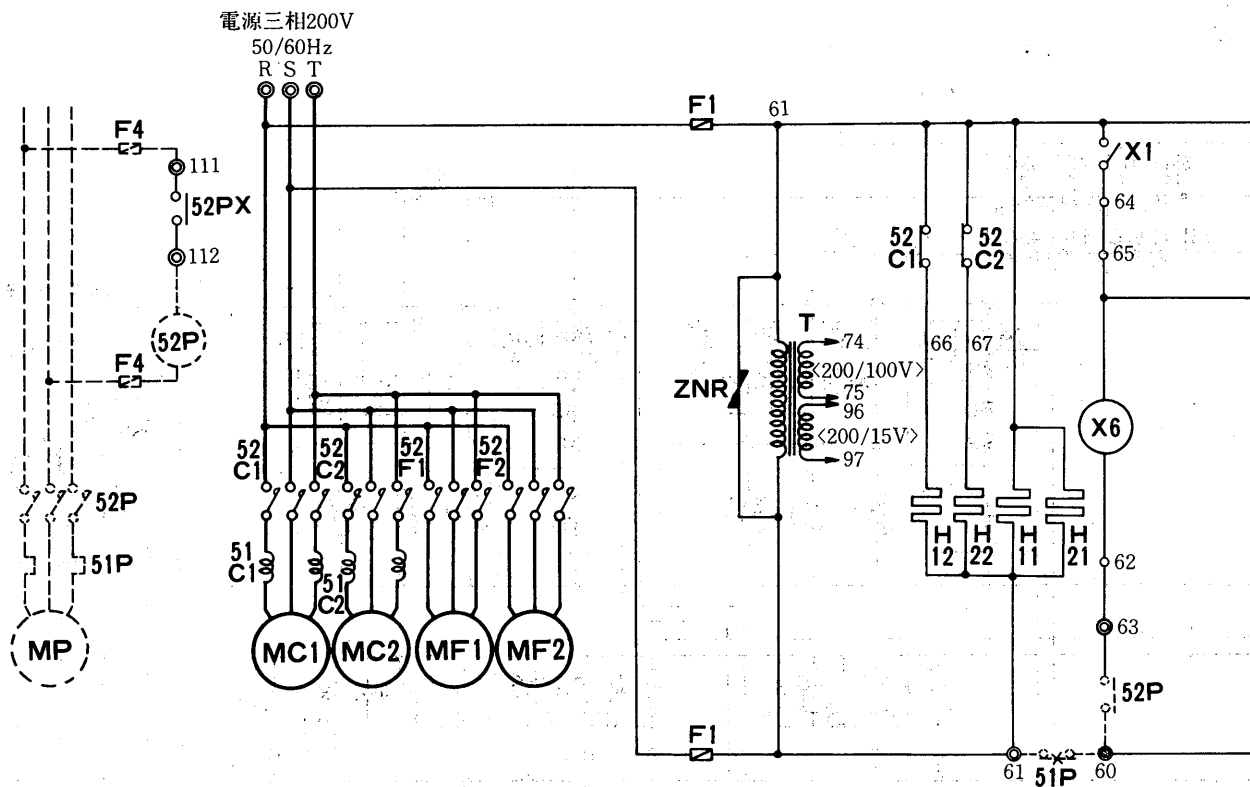 電源三相200V
50/60Hz
R S T
F4
111
52PX
112
52P
F4
52P
51P
MP
52
C1
52
C2
52
F1
52
F2
51
C1
51
C2
MC1
MC2
MF1
MF2
F1
61
ZNR
T
74
<200/100V>
75
96
<200/15V>
97
52
C1
52
C2
66
67
H
12
H
22
H
11
H
21
X1
64
65
X6
62
63
52P
F1
61
51P
60